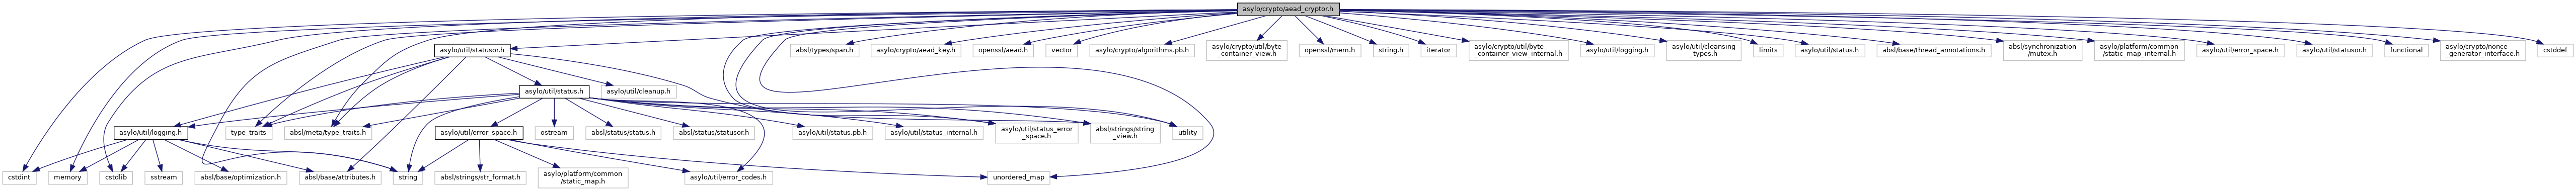 asylo/crypto/aead_cryptor.h
asylo/util/statusor.h
absl/types/span.h
asylo/crypto/aead_key.h
openssl/aead.h
vector
asylo/crypto/algorithms.pb.h
asylo/crypto/util/byte
_container_view.h
openssl/mem.h
string.h
iterator
asylo/crypto/util/byte
_container_view_internal.h
asylo/util/logging.h
asylo/util/cleansing
_types.h
limits
asylo/util/status.h
absl/base/thread_annotations.h
absl/synchronization
/mutex.h
asylo/platform/common
/static_map_internal.h
asylo/util/error_space.h
asylo/util/statusor.h
functional
asylo/crypto/nonce
_generator_interface.h
cstddef
asylo/util/status.h
asylo/util/cleanup.h
asylo/util/logging.h
type_traits
absl/meta/type_traits.h
asylo/util/error_space.h
ostream
absl/status/status.h
absl/status/statusor.h
asylo/util/status.pb.h
asylo/util/status_internal.h
asylo/util/status_error
_space.h
absl/strings/string
_view.h
utility
cstdint
memory
cstdlib
sstream
absl/base/optimization.h
absl/base/attributes.h
string
absl/strings/str_format.h
asylo/platform/common
/static_map.h
asylo/util/error_codes.h
unordered_map